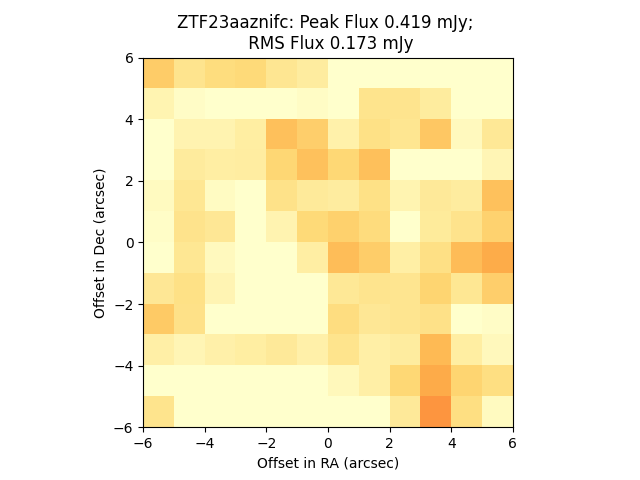 ZTF23aaznifc: Peak Flux 0.419 mJy;
RMS Flux 0.173 mJy
6
4
2
0
−2
−4
−6
Offset in Dec (arcsec)
−6 −4 −2 0 2 4 6
Offset in RA (arcsec)